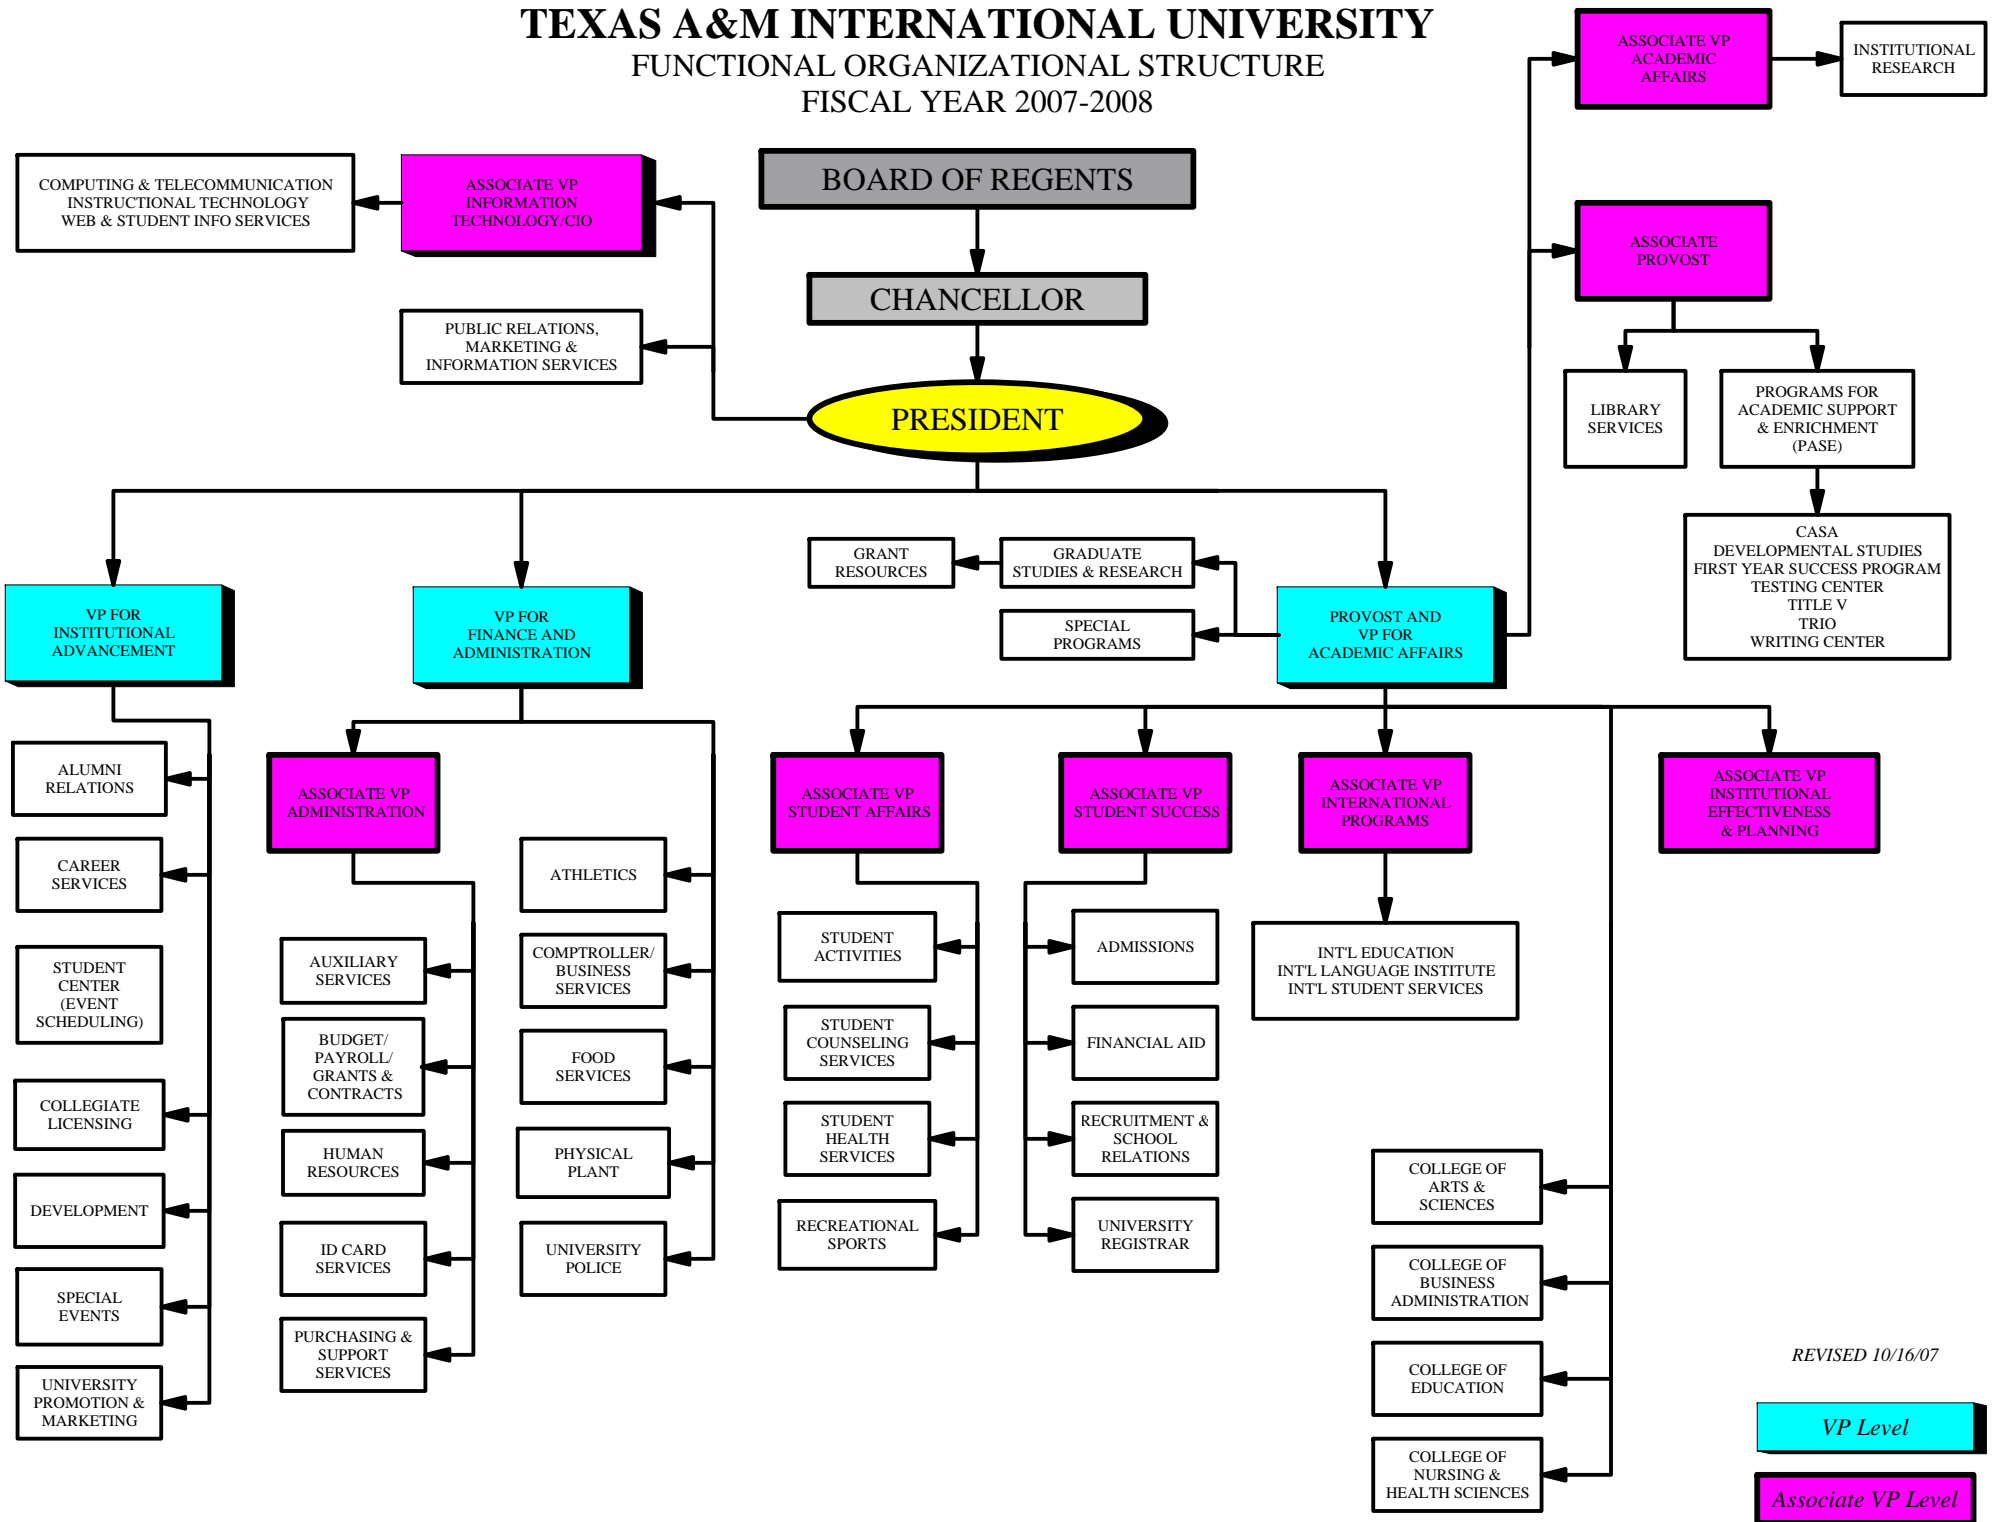 TEXAS A&M INTERNATIONAL UNIVERSITY
FUNCTIONAL ORGANIZATIONAL STRUCTURE
FISCAL YEAR 2007-2008
ASSOCIATE VP
ACADEMIC
AFFAIRS
INSTITUTIONAL
RESEARCH
COMPUTING & TELECOMMUNICATION
INSTRUCTIONAL TECHNOLOGY
WEB & STUDENT INFO SERVICES
ASSOCIATE VP
INFORMATION
TECHNOLOGY/CIO
BOARD OF REGENTS
ASSOCIATE
PROVOST
CHANCELLOR
PUBLIC RELATIONS,
MARKETING &
INFORMATION SERVICES
PRESIDENT
LIBRARY
SERVICES
PROGRAMS FOR
ACADEMIC SUPPORT
& ENRICHMENT
(PASE)
CASA
DEVELOPMENTAL STUDIES
FIRST YEAR SUCCESS PROGRAM
TESTING CENTER
TITLE V
TRIO
WRITING CENTER
GRANT
RESOURCES
GRADUATE
STUDIES & RESEARCH
SPECIAL
PROGRAMS
VP FOR
INSTITUTIONAL
ADVANCEMENT
VP FOR
FINANCE AND
ADMINISTRATION
PROVOST AND
VP FOR
ACADEMIC AFFAIRS
ALUMNI
RELATIONS
CAREER
SERVICES
STUDENT
CENTER
(EVENT
SCHEDULING)
COLLEGIATE
LICENSING
DEVELOPMENT
SPECIAL
EVENTS
UNIVERSITY
PROMOTION &
MARKETING
ASSOCIATE VP
ADMINISTRATION
AUXILIARY
SERVICES
BUDGET/
PAYROLL/
GRANTS &
CONTRACTS
HUMAN
RESOURCES
ID CARD
SERVICES
PURCHASING &
SUPPORT
SERVICES
ATHLETICS
COMPTROLLER/
BUSINESS
SERVICES
FOOD
SERVICES
PHYSICAL
PLANT
UNIVERSITY
POLICE
ASSOCIATE VP
STUDENT AFFAIRS
STUDENT
ACTIVITIES
STUDENT
COUNSELING
SERVICES
STUDENT
HEALTH
SERVICES
RECREATIONAL
SPORTS
ASSOCIATE VP
STUDENT SUCCESS
ADMISSIONS
FINANCIAL AID
RECRUITMENT &
SCHOOL
RELATIONS
UNIVERSITY
REGISTRAR
ASSOCIATE VP
INTERNATIONAL
PROGRAMS
INT'L EDUCATION
INT'L LANGUAGE INSTITUTE
INT'L STUDENT SERVICES
ASSOCIATE VP
INSTITUTIONAL
EFFECTIVENESS
& PLANNING
COLLEGE OF
ARTS &
SCIENCES
COLLEGE OF
BUSINESS
ADMINISTRATION
COLLEGE OF
EDUCATION
COLLEGE OF
NURSING &
HEALTH SCIENCES
REVISED 10/16/07
VP Level
Associate VP Level